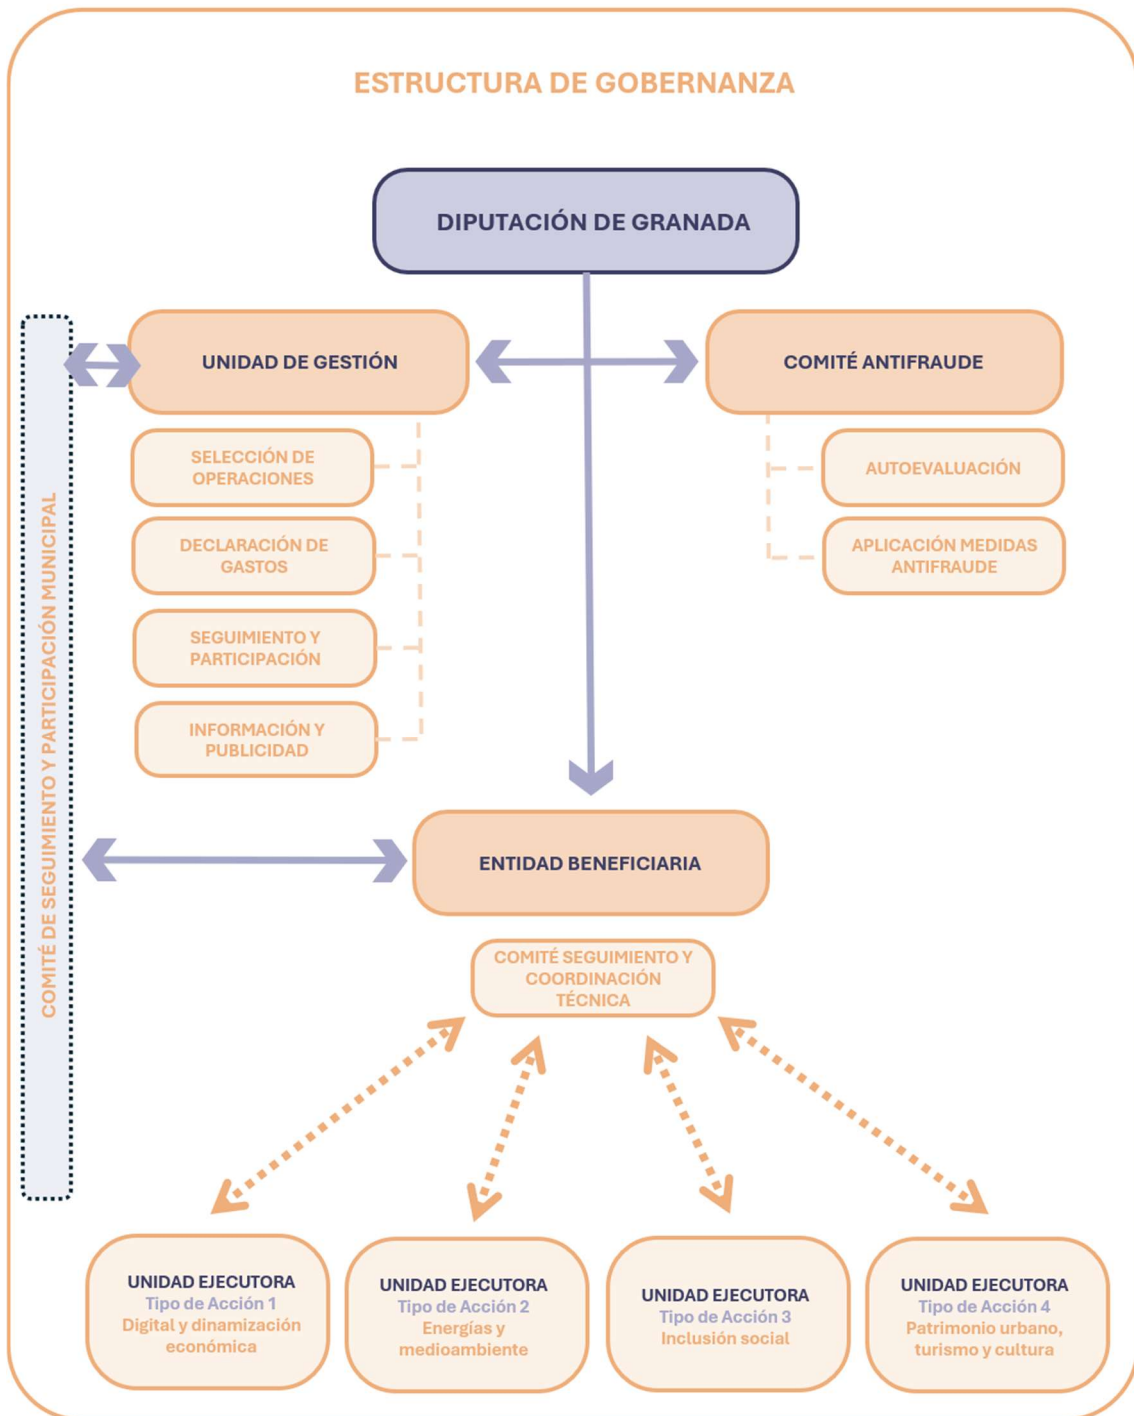 ESTRUCTURA DE GOBERNANZA
DIPUTACIÓN DE GRANADA
UNIDAD DE GESTIÓN
COMITÉ ANTIFRAUDE
SELECCIÓN DE
OPERACIONES
DECLARACIÓN DE
GASTOS
SEGUIMIENTO Y
PARTICIPACIÓN
INFORMACIÓN Y
PUBLICIDAD
AUTOEVALUACIÓN
APLICACIÓN MEDIDAS
ANTIFRAUDE
COMITÉ DE SEGUIMIENTO Y PARTICIPACIÓN MUNICIPAL
ENTIDAD BENEFICIARIA
COMITÉ SEGUIMIENTO Y
COORDINACIÓN
TÉCNICA
UNIDAD EJECUTORA
Tipo de Acción 1
Digital y dinamización
económica
UNIDAD EJECUTORA
Tipo de Acción 2
Energías y
medioambiente
UNIDAD EJECUTORA
Tipo de Acción 3
Inclusión social
UNIDAD EJECUTORA
Tipo de Acción 4
Patrimonio urbano,
turismo y cultura